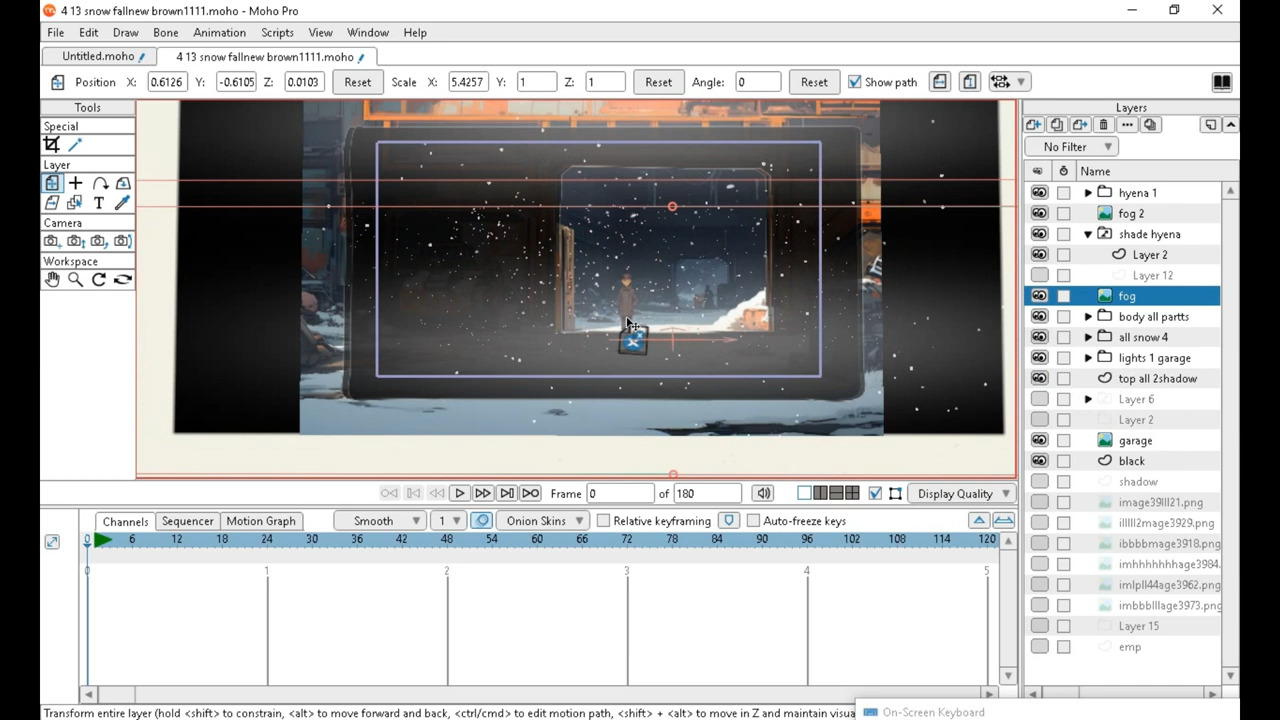 4 13 snow fallnew brown1111.moho - Moho Pro
File Edit Draw Bone Animation Scripts View Window Help
Untitled.moho 4 13 snow fallnew brown1111.moho
Position X: 0.6126 Y: -0.6105 Z: 0.0103 Reset Scale X: 5.4257 Y: 1 Z: 1 Reset Angle: 0 Reset Show path
Tools
Special
Layer
Camera
Workspace
Layers
No Filter
Name
hyena 1
fog 2
shade hyena
Layer 2
Layer 12
fog
body all partts
all snow 4
lights 1 garage
top all 2shadow
Layer 6
Layer 2
garage
black
shadow
image39lll21.png
illlll2mage3929.png
ibbbbmage3918.png
imhhhhhhhage3984.
imlpll44age3962.png
imbbblllage3973.png
Layer 15
emp
Frame 0 of 180 Display Quality
Channels Sequencer Motion Graph Smooth 1 Onion Skins Relative keyframing Auto-freeze keys
0 6 12 18 24 30 36 42 48 54 60 66 72 78 84 90 96 102 108 114 120
0 1 2 3 4 5
Transform entire layer (hold <shift> to constrain, <alt> to move forward and back, <ctrl/cmd> to edit motion path, <shift> + <alt> to move in Z and maintain visua
On-Screen Keyboard